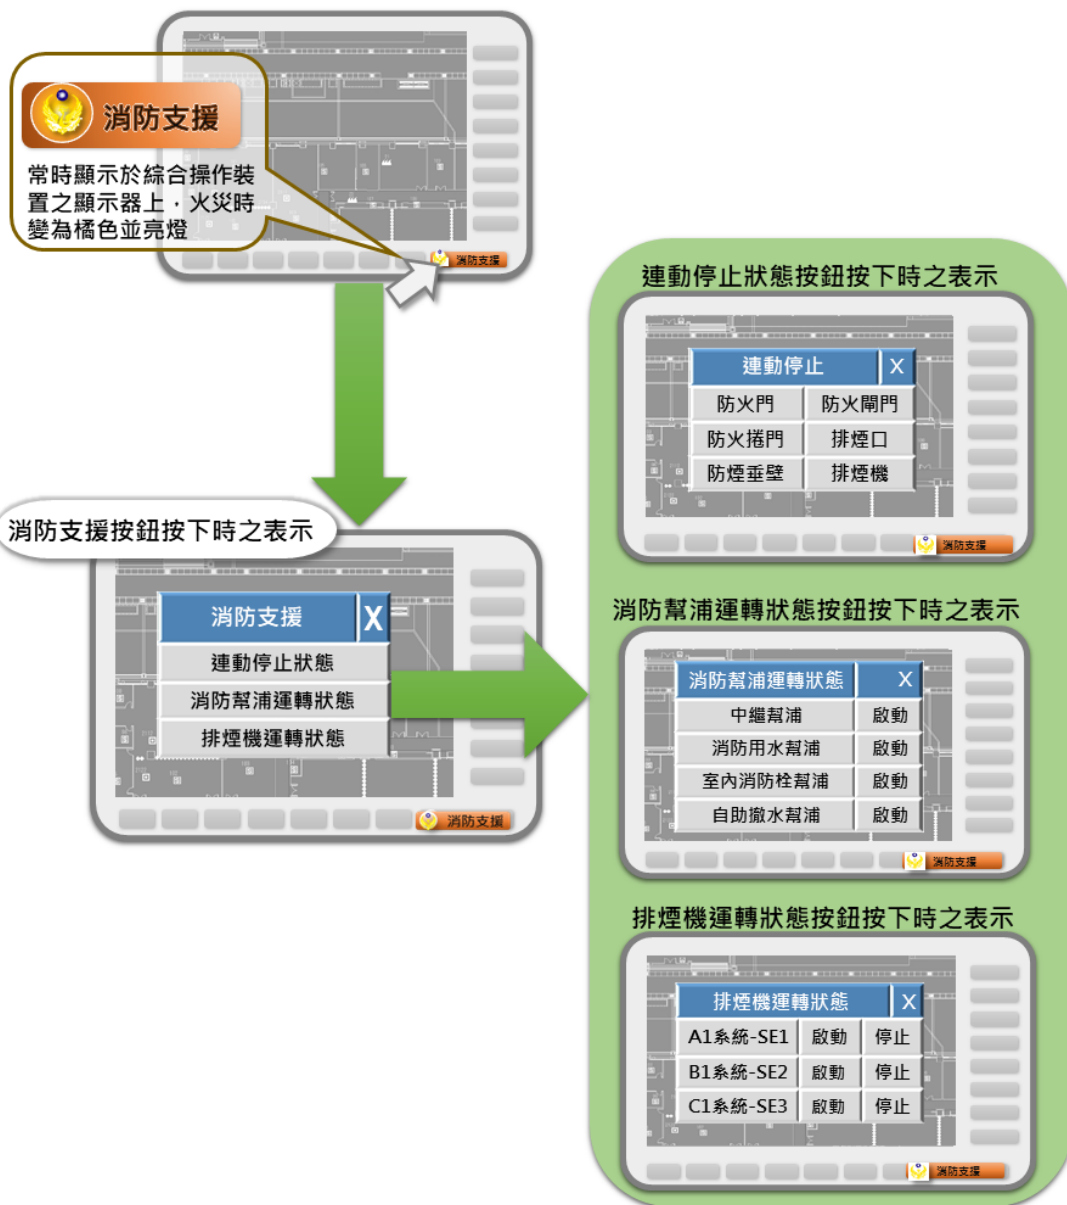 消防支援
常時顯示於綜合操作裝
置之顯示器上,火災時
變為橘色並亮燈
消防支援
消防支援按鈕按下時之表示
消防支援 X
連動停止狀態
消防幫浦運轉狀態
排煙機運轉狀態
消防支援
連動停止狀態按鈕按下時之表示
連動停止 X
防火門 防火閘門
防火捲門 排煙口
防煙垂壁 排煙機
消防支援
消防幫浦運轉狀態按鈕按下時之表示
消防幫浦運轉狀態 X
中繼幫浦 啟動
消防用水幫浦 啟動
室內消防栓幫浦 啟動
自助撤水幫浦 啟動
消防支援
排煙機運轉狀態按鈕按下時之表示
排煙機運轉狀態 X
A1系統-SE1 啟動 停止
B1系統-SE2 啟動 停止
C1系統-SE3 啟動 停止
消防支援